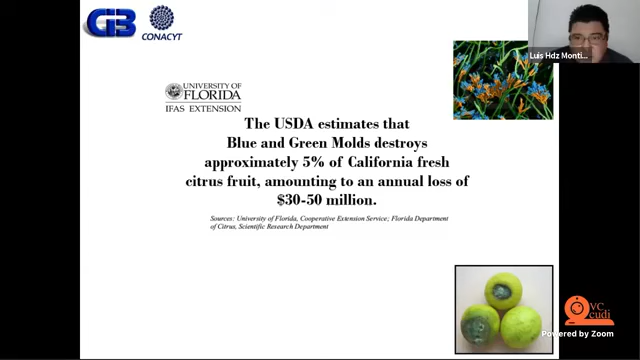 CIB
CONACYT
Luis Hdz Monti...
UNIVERSITY OF
FLORIDA
IFAS EXTENSION
The USDA estimates that
Blue and Green Molds destroys
approximately 5% of California fresh
citrus fruit, amounting to an annual loss of
$30-50 million.
Sources: University of Florida, Cooperative Extension Service; Florida Department
of Citrus, Scientific Research Department
VC
cudi
Powered by Zoom